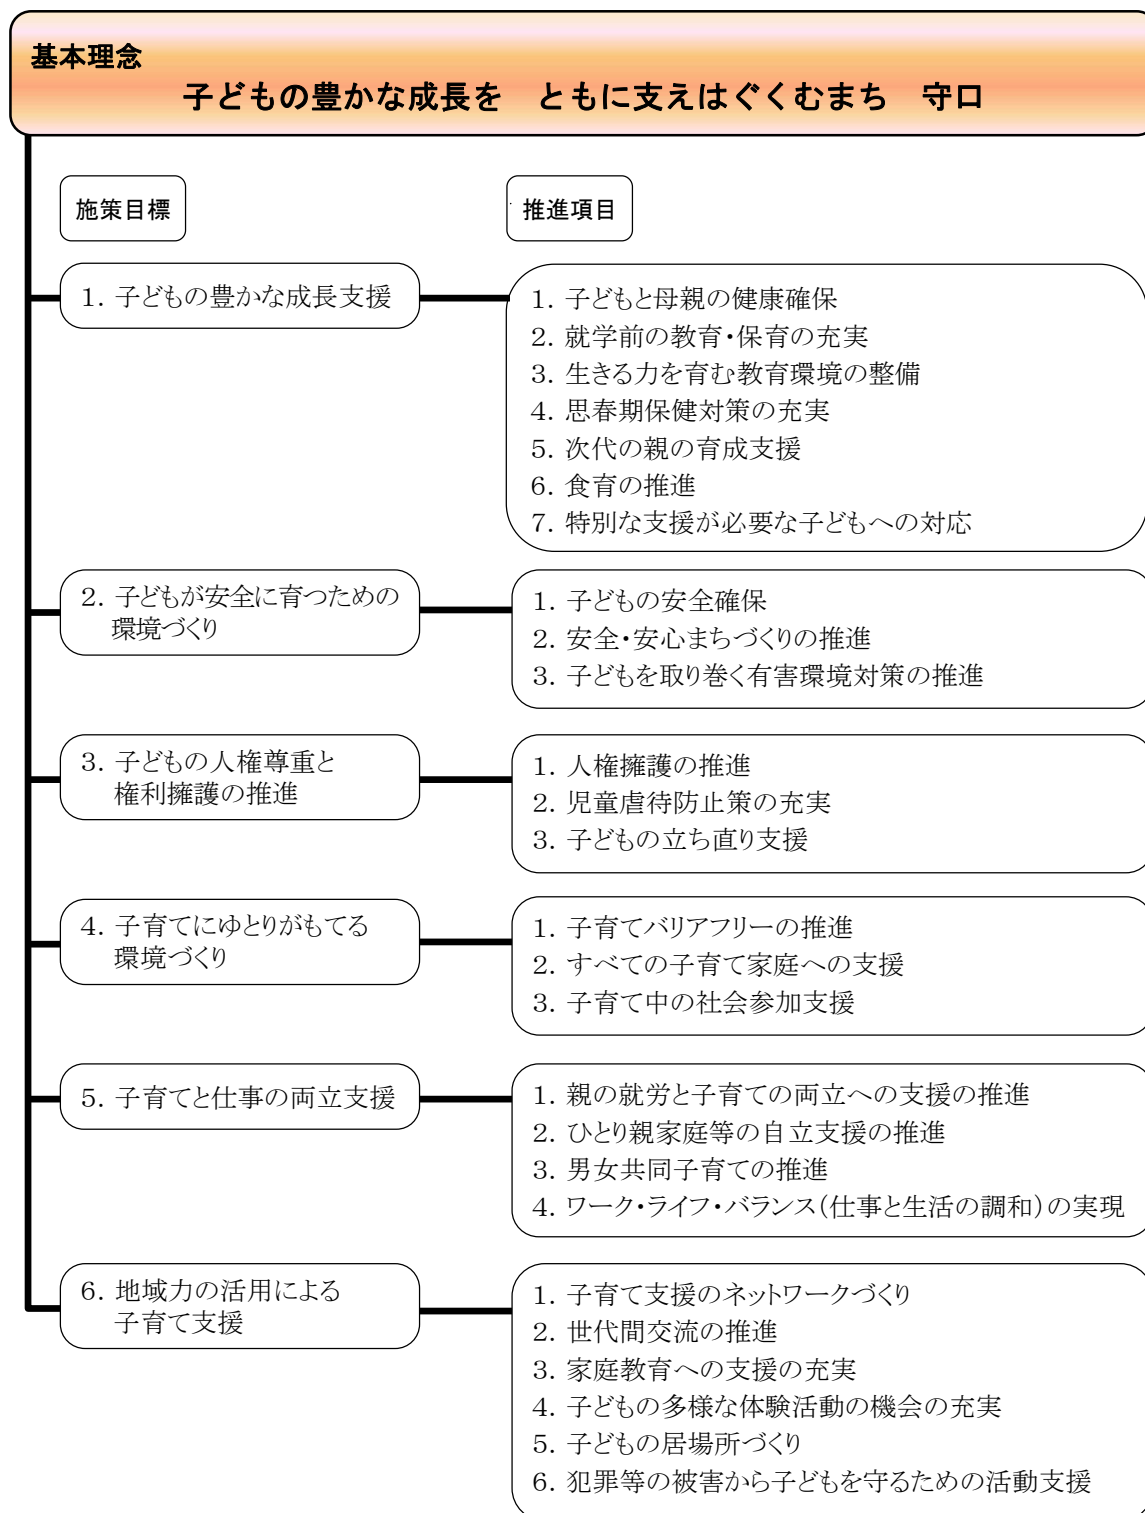 基本理念
子どもの豊かな成長を　ともに支えはぐくむまち　守口
施策目標
推進項目
１．子どもの豊かな成長支援
１．子どもと母親の健康確保
２．就学前の教育・保育の充実
３．生きる力を育む教育環境の整備
４．思春期保健対策の充実
５．次代の親の育成支援
６．食育の推進
７．特別な支援が必要な子どもへの対応
２．子どもが安全に育つための
環境づくり
１．子どもの安全確保
２．安全・安心まちづくりの推進
３．子どもを取り巻く有害環境対策の推進
３．子どもの人権尊重と
権利擁護の推進
１．人権擁護の推進
２．児童虐待防止策の充実
３．子どもの立ち直り支援
４．子育てにゆとりがもてる
環境づくり
１．子育てバリアフリーの推進
２．すべての子育て家庭への支援
３．子育て中の社会参加支援
５．子育てと仕事の両立支援
１．親の就労と子育ての両立への支援の推進
２．ひとり親家庭等の自立支援の推進
３．男女共同子育ての推進
４．ワーク・ライフ・バランス（仕事と生活の調和）の実現
６．地域力の活用による
子育て支援
１．子育て支援のネットワークづくり
２．世代間交流の推進
３．家庭教育への支援の充実
４．子どもの多様な体験活動の機会の充実
５．子どもの居場所づくり
６．犯罪等の被害から子どもを守るための活動支援